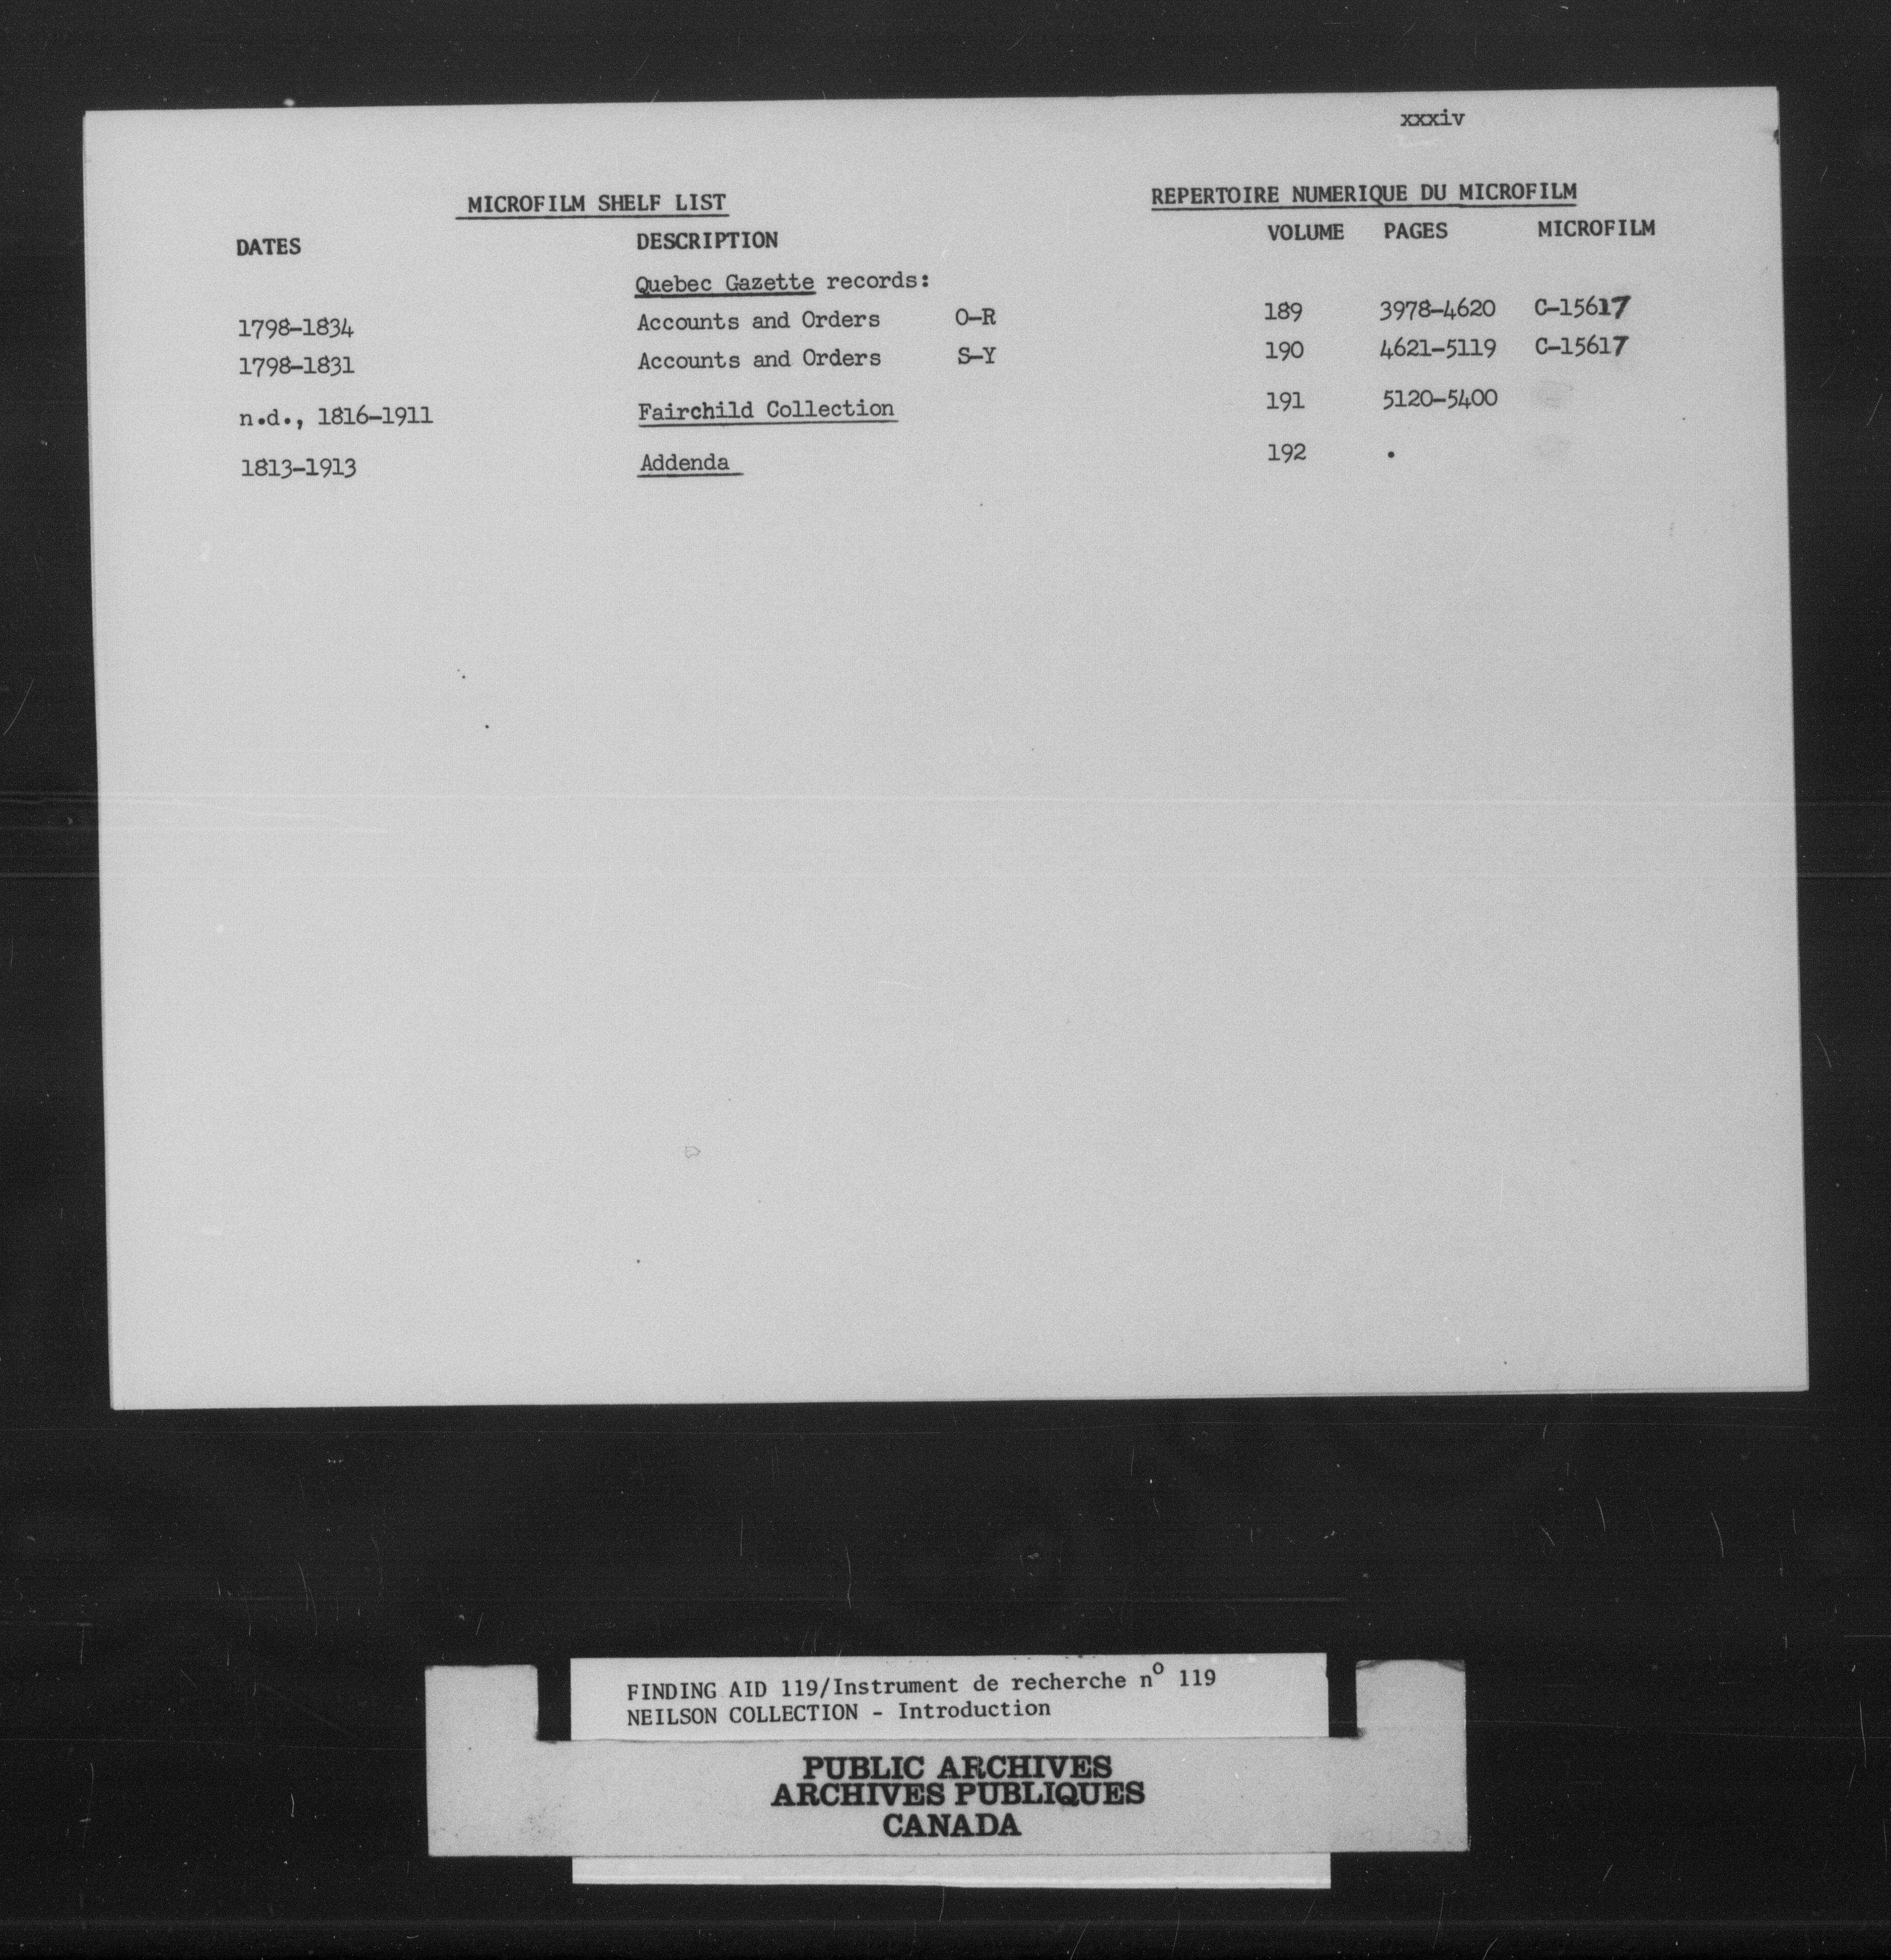 xxxiv
MICROFILM SHELF LIST REPERTOIRE NUMERIQUE DU MICROFILM
DATES DESCRIPTION VOLUME PAGES MICROFILM
Quebec Gazette records:
1798-1834 Accounts and Orders O-R 189 3978-4620 C-15617
1798-1831 Accounts and Orders S-Y 190 4621-5119 C-15617
n.d., 1816-1911 Fairchild Collection 191 5120-5400
1813-1913 Addenda 192
FINDING AID 119/Instrument de recherche nº 119
NEILSON COLLECTION - Introduction
PUBLIC ARCHIVES
ARCHIVES PUBLIQUES
CANADA